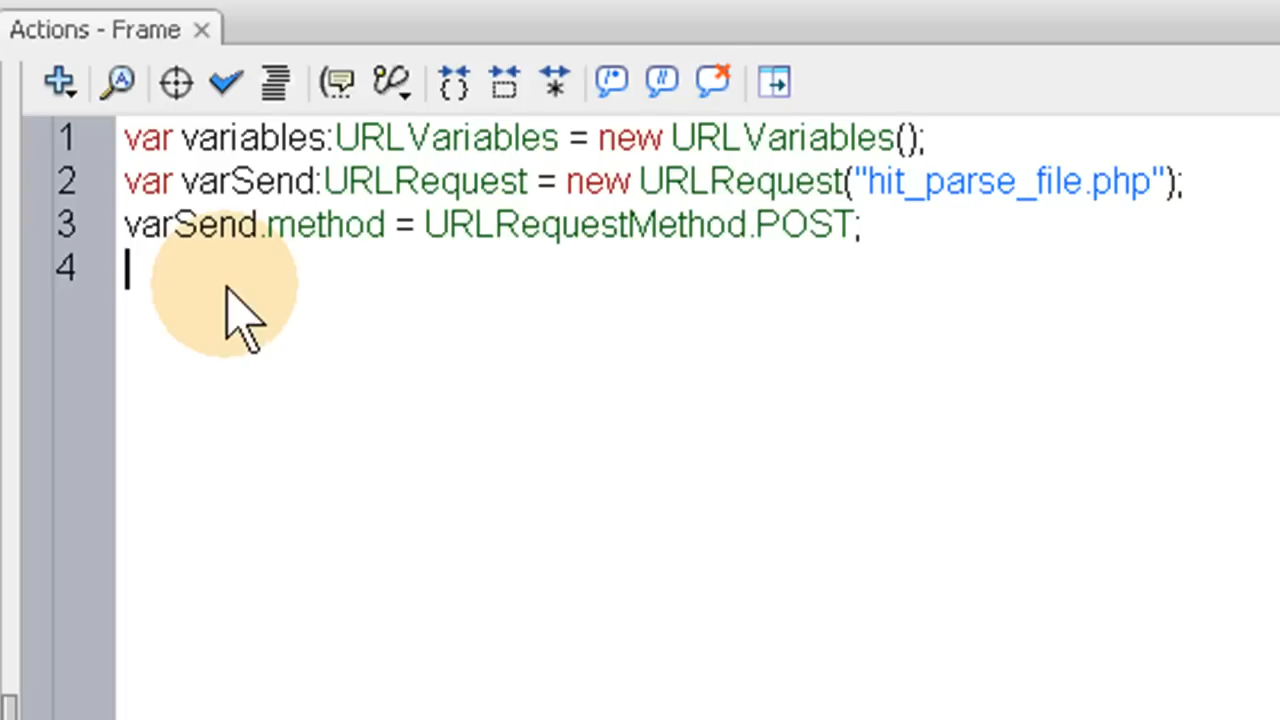 Actions - Frame
1 var variables:URLVariables = new URLVariables();
2 var varSend:URLRequest = new URLRequest("hit_parse_file.php");
3 varSend.method = URLRequestMethod.POST;
4